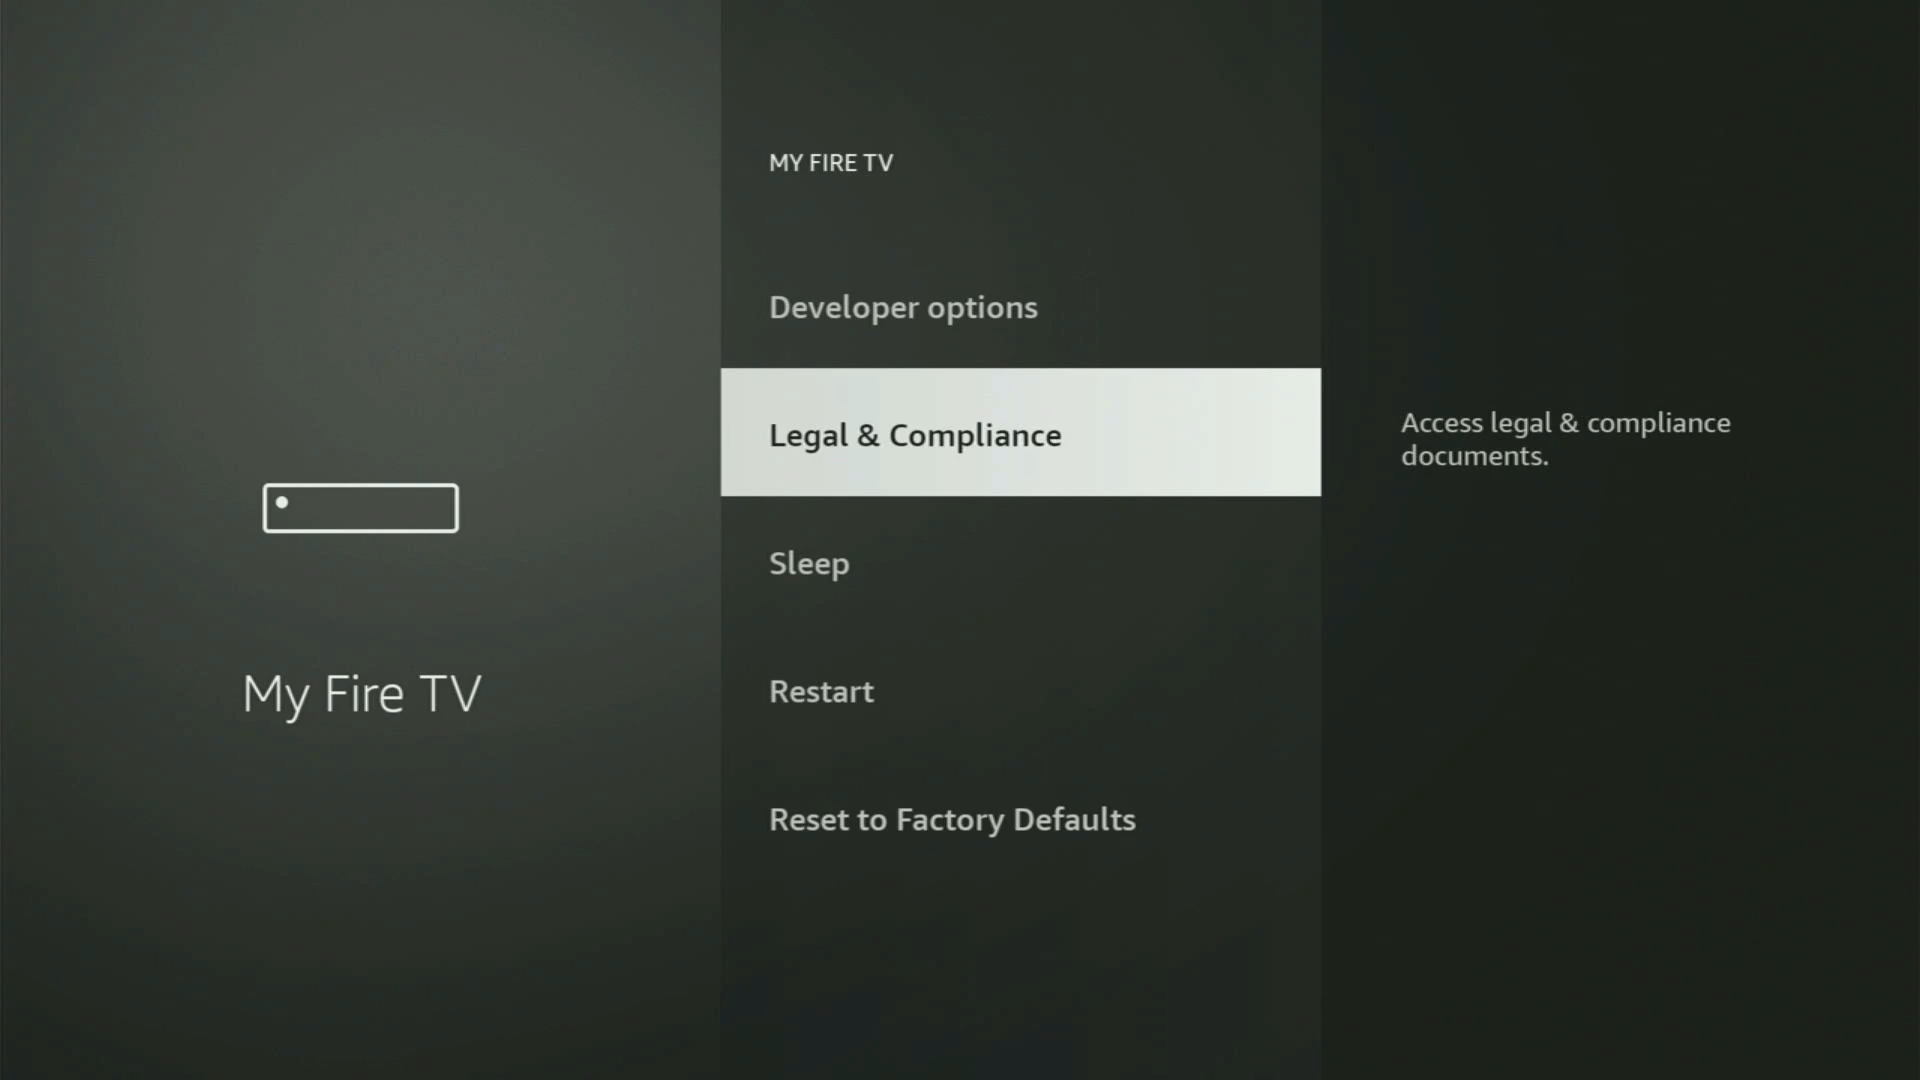 MY FIRE TV
Developer options
Legal & Compliance
Access legal & compliance
documents.
Sleep
Restart
My Fire TV
Reset to Factory Defaults